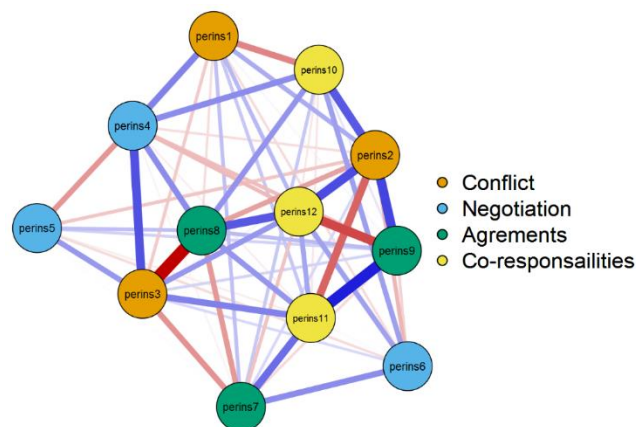 perins1
perins10
perins4
perins2
perins12
perins5
perins8
perins9
perins3
perins11
perins6
perins7
Conflict
Negotiation
Agrements
Co-responsailities